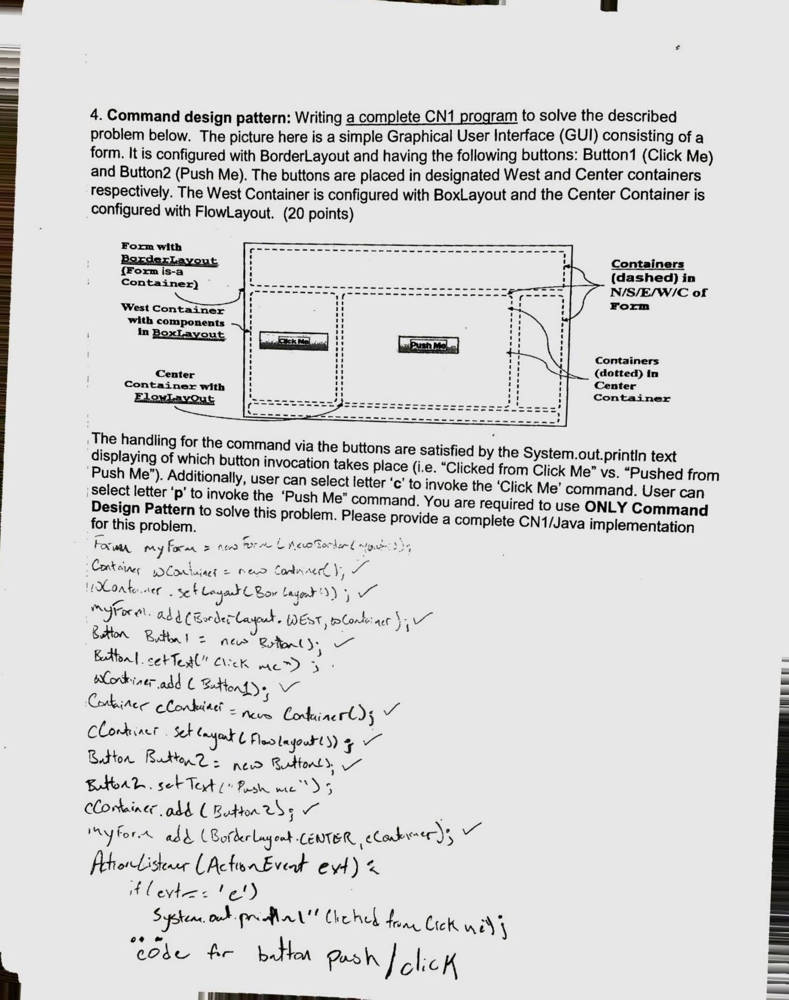 4. Command design pattern: Writing a complete CN1 program to solve the described
problem below. The picture here is a simple Graphical User Interface (GUI) consisting of a
form. It is configured with BorderLayout and having the following buttons: Button1 (Click Me)
and Button2 (Push Me). The buttons are placed in designated West and Center containers
respectively. The West Container is configured with BoxLayout and the Center Container is
configured with FlowLayout. (20 points)
Form with
BorderLayout
(Form is-a
Container)
West Container
with components
in BoxLayout
Center
Container with
FlowLayOut
Click Me
Push Me
Containers
(dashed) in
N/S/E/W/C of
Form
Containers
(dotted) in
Center
Container
The handling for the command via the buttons are satisfied by the System.out.println text
displaying of which button invocation takes place (i.e. “Clicked from Click Me” vs. “Pushed from
Push Me”). Additionally, user can select letter ‘c’ to invoke the ‘Click Me’ command. User can
select letter ‘p’ to invoke the ‘Push Me” command. You are required to use ONLY Command
Design Pattern to solve this problem. Please provide a complete CN1/Java implementation
for this problem.
myForm = new Form (new BorderLayout());
Container wContainer = new Container(); ✓
wContainer.setLayout(BoxLayout()); ✓
myForm.add(BorderLayout.WEST, wContainer); ✓
Button Button1 = new Button(); ✓
Button1.setText("Click me");
wContainer.add(Button1); ✓
Container cContainer = new Container(); ✓
cContainer.setLayout(FlowLayout()); ✓
Button Button2 = new Button(); ✓
Button2.setText("Push me");
cContainer.add(Button2); ✓
myForm add(BorderLayout.CENTER, cContainer); ✓
ActionListener(ActionEvent evt) {
if(evt == 'c')
System.out.println("Clicked from
code for button push/click